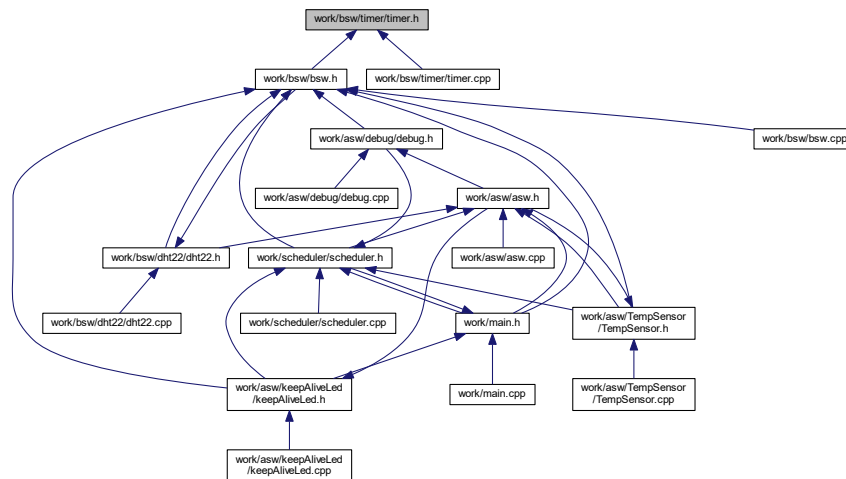 work/bsw/timer/timer.h
work/bsw/bsw.h
work/bsw/timer/timer.cpp
work/asw/debug/debug.h
work/bsw/bsw.cpp
work/asw/debug/debug.cpp
work/asw/asw.h
work/bsw/dht22/dht22.h
work/scheduler/scheduler.h
work/asw/asw.cpp
work/bsw/dht22/dht22.cpp
work/scheduler/scheduler.cpp
work/main.h
work/asw/TempSensor
/TempSensor.h
work/asw/keepAliveLed
/keepAliveLed.h
work/main.cpp
work/asw/TempSensor
/TempSensor.cpp
work/asw/keepAliveLed
/keepAliveLed.cpp